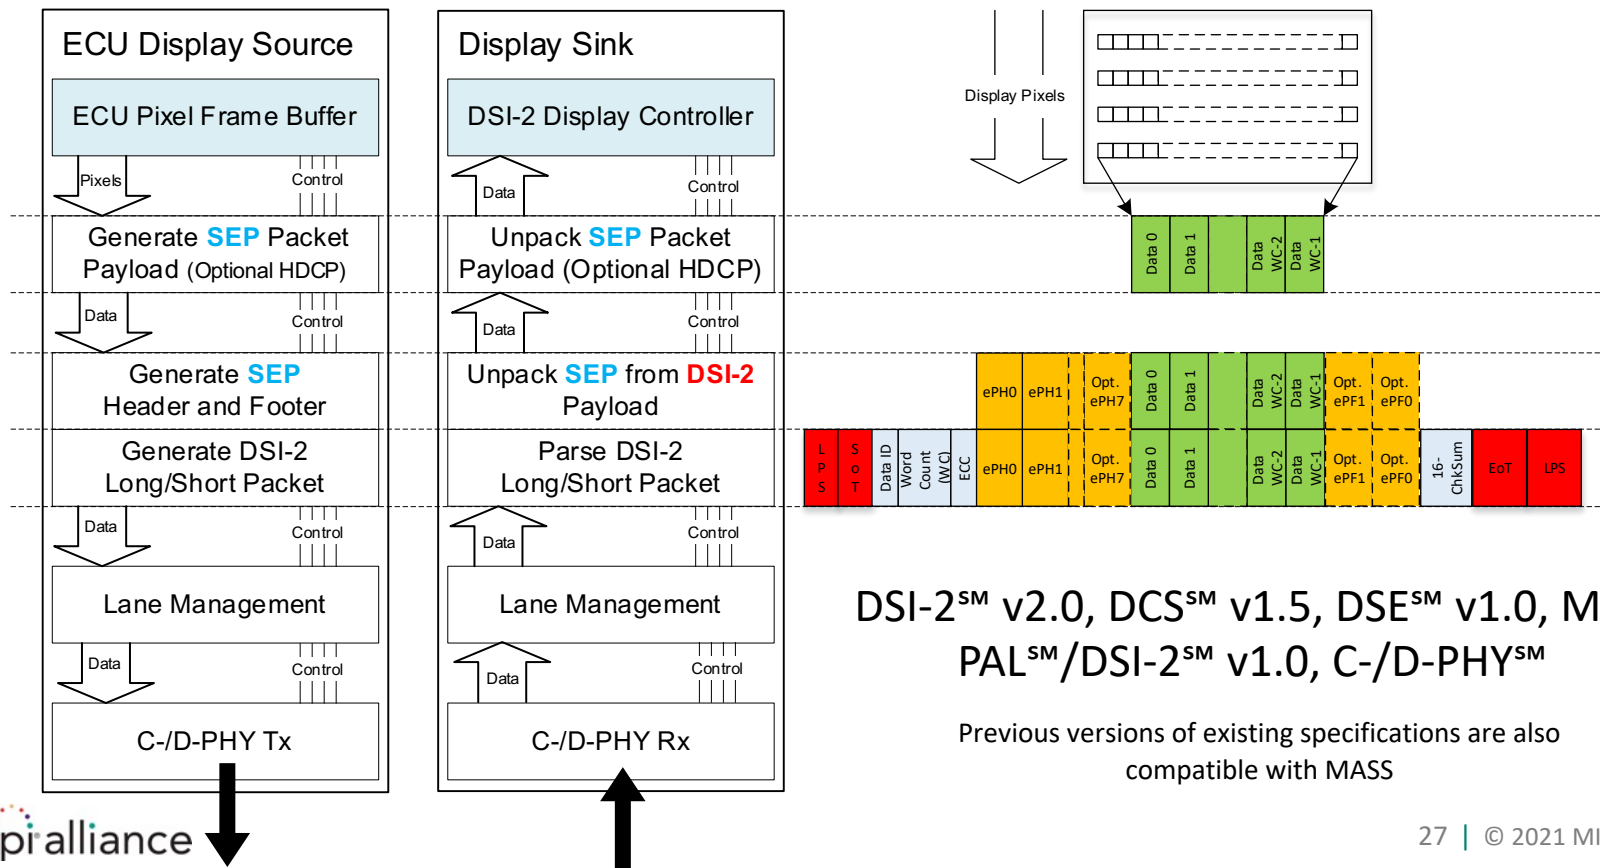 ECU Display Source
ECU Pixel Frame Buffer
Pixels
Control
Generate SEP Packet
Payload (Optional HDCP)
Data
Control
Generate SEP
Header and Footer
Generate DSI-2
Long/Short Packet
Data
Control
Lane Management
Data
Control
C-/D-PHY Tx
Display Sink
DSI-2 Display Controller
Data
Control
Unpack SEP Packet
Payload (Optional HDCP)
Data
Control
Unpack SEP from DSI-2
Payload
Parse DSI-2
Long/Short Packet
Data
Control
Lane Management
Data
Control
C-/D-PHY Rx
Display Pixels
Data 0
Data 1
Data
WC-2
Data
WC-1
ePH0
ePH1
Opt.
ePH7
Data 0
Data 1
Data
WC-2
Data
WC-1
Opt.
ePF1
Opt.
ePF0
LPS
SoT
Data ID
Word
Count
(WC)
ECC
ePH0
ePH1
Opt.
ePH7
Data 0
Data 1
Data
WC-2
Data
WC-1
Opt.
ePF1
Opt.
ePF0
16-
ChkSum
EoT
LPS
DSI-2℠ v2.0, DCS℠ v1.5, DSE℠ v1.0, M
PAL℠/DSI-2℠ v1.0, C-/D-PHY℠
Previous versions of existing specifications are also
compatible with MASS
pi alliance
27 | © 2021 MI